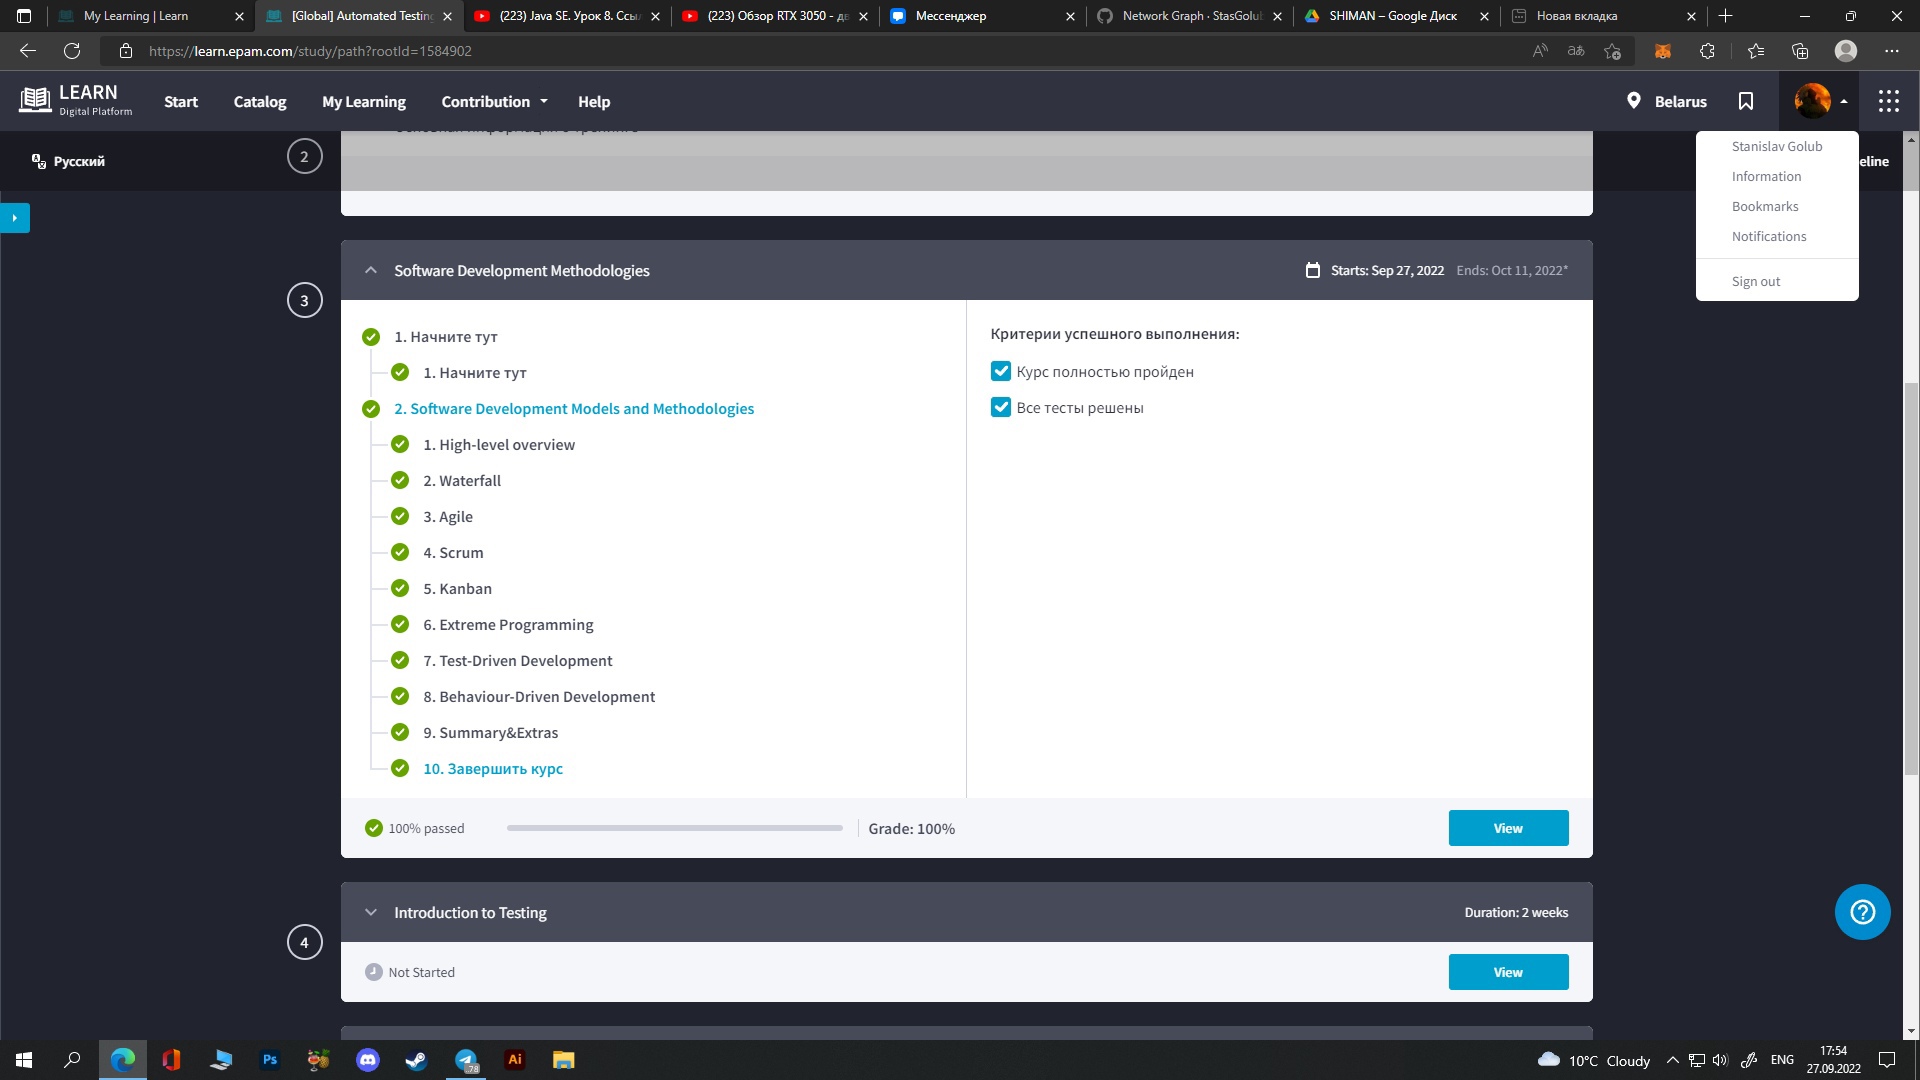 My Learning | Learn
[Global] Automated Testing
(223) Java SE. Урок 8. Ссы
(223) Обзор RTX 3050 - дв
Мессенджер
Network Graph · StasGolub
SHIMAN – Google Диск
Новая вкладка
https://learn.epam.com/study/path?rootId=1584902
LEARN
Digital Platform
Start
Catalog
My Learning
Contribution
Help
Belarus
Русский
2
eline
Stanislav Golub
Information
Bookmarks
Notifications
Sign out
3
Software Development Methodologies
Starts: Sep 27, 2022 Ends: Oct 11, 2022*
1. Начните тут
1. Начните тут
2. Software Development Models and Methodologies
1. High-level overview
2. Waterfall
3. Agile
4. Scrum
5. Kanban
6. Extreme Programming
7. Test-Driven Development
8. Behaviour-Driven Development
9. Summary&Extras
10. Завершить курс
Критерии успешного выполнения:
Курс полностью пройден
Все тесты решены
100% passed
Grade: 100%
View
4
Introduction to Testing
Duration: 2 weeks
Not Started
View
Ps
.78
Ai
10°C Cloudy
ENG
17:54
27.09.2022